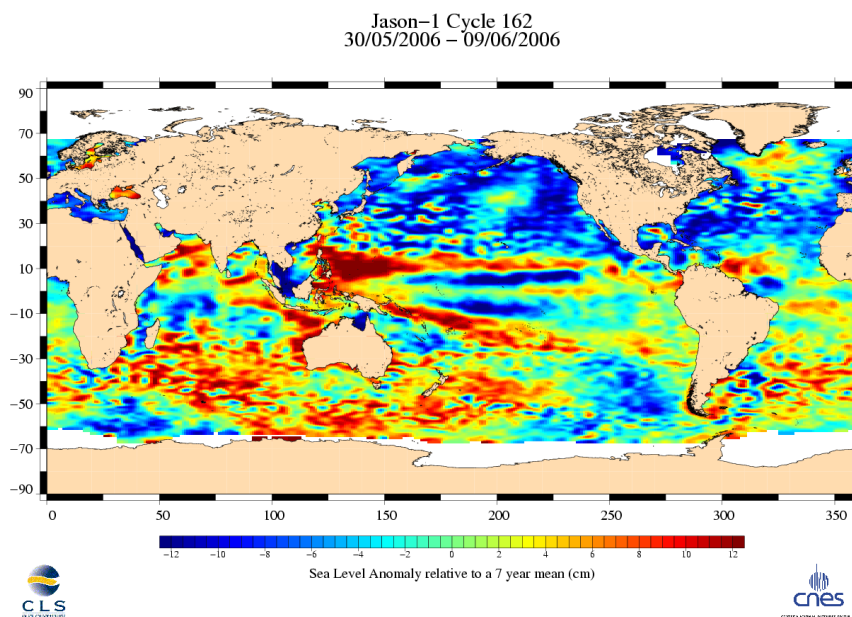 Jason-1 Cycle 162
30/05/2006 - 09/06/2006
90
70
50
30
10
-10
-30
-50
-70
-90
0 50 100 150 200 250 300 350
-12 -10 -8 -6 -4 -2 0 2 4 6 8 10 12
Sea Level Anomaly relative to a 7 year mean (cm)
CLS
cnes